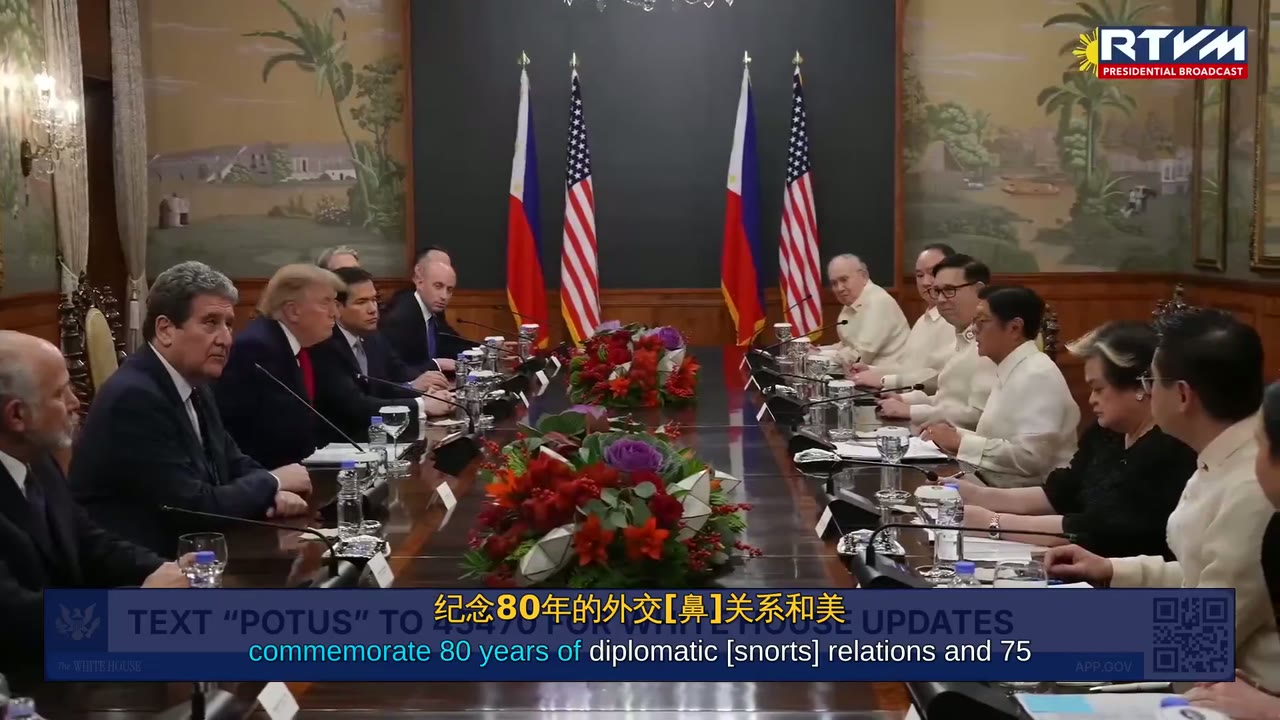 RTVM
PRESIDENTIAL BROADCAST
纪念80年的外交[鼻]关系和美
TEXT “POTUS” TO
UPDATES
commemorate 80 years of diplomatic [snorts] relations and 75
The WHITE HOUSE
APP.GOV